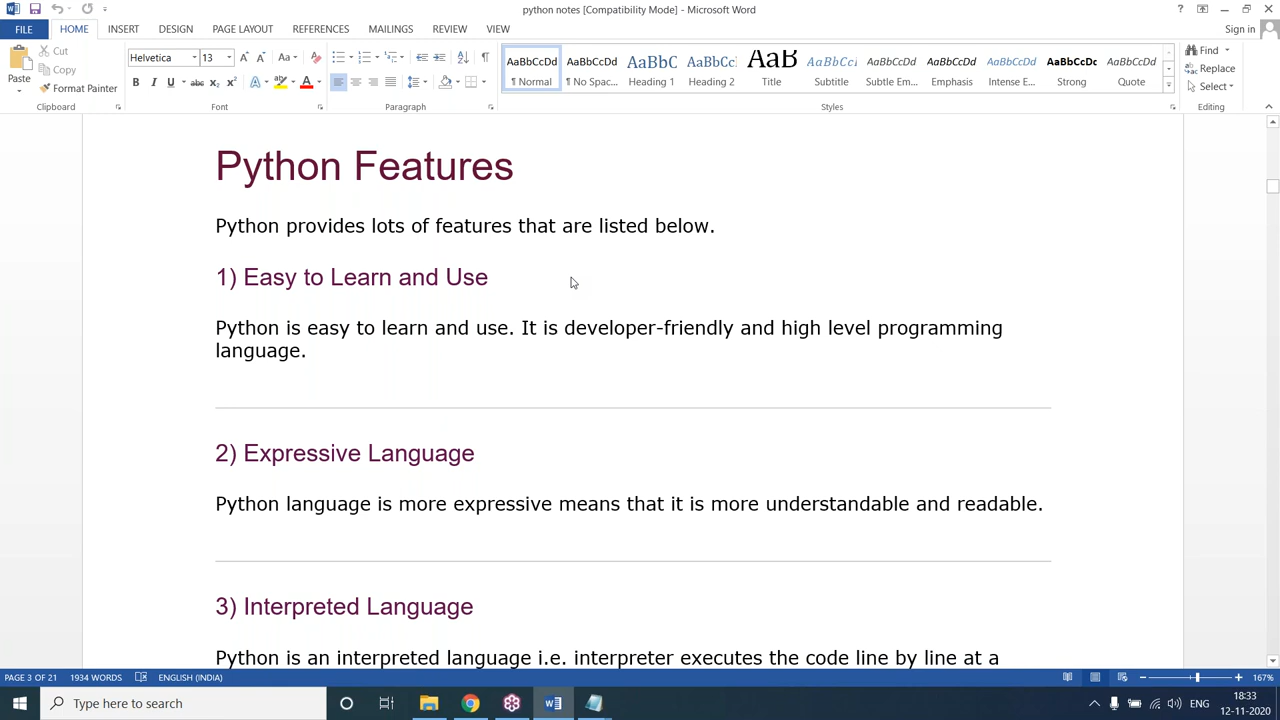 python notes [Compatibility Mode] - Microsoft Word
FILE HOME INSERT DESIGN PAGE LAYOUT REFERENCES MAILINGS REVIEW VIEW Sign in
Paste Cut Copy Format Painter
Helvetica 13
AaBbCcDd AaBbCcDd AaBbC AaBbCc AaB AaBbCcI AaBbCcDd AaBbCcDd AaBbCcDd AaBbCcDc AaBbCcDd
¶ Normal ¶ No Spac... Heading 1 Heading 2 Title Subtitle Subtle Em... Emphasis Intense E... Strong Quote
Find Replace Select
Clipboard Font Paragraph Styles Editing
Python Features
Python provides lots of features that are listed below.
1) Easy to Learn and Use
Python is easy to learn and use. It is developer-friendly and high level programming
language.
2) Expressive Language
Python language is more expressive means that it is more understandable and readable.
3) Interpreted Language
Python is an interpreted language i.e. interpreter executes the code line by line at a
PAGE 3 OF 21 1934 WORDS ENGLISH (INDIA) 167%
Type here to search ENG 18:33
12-11-2020